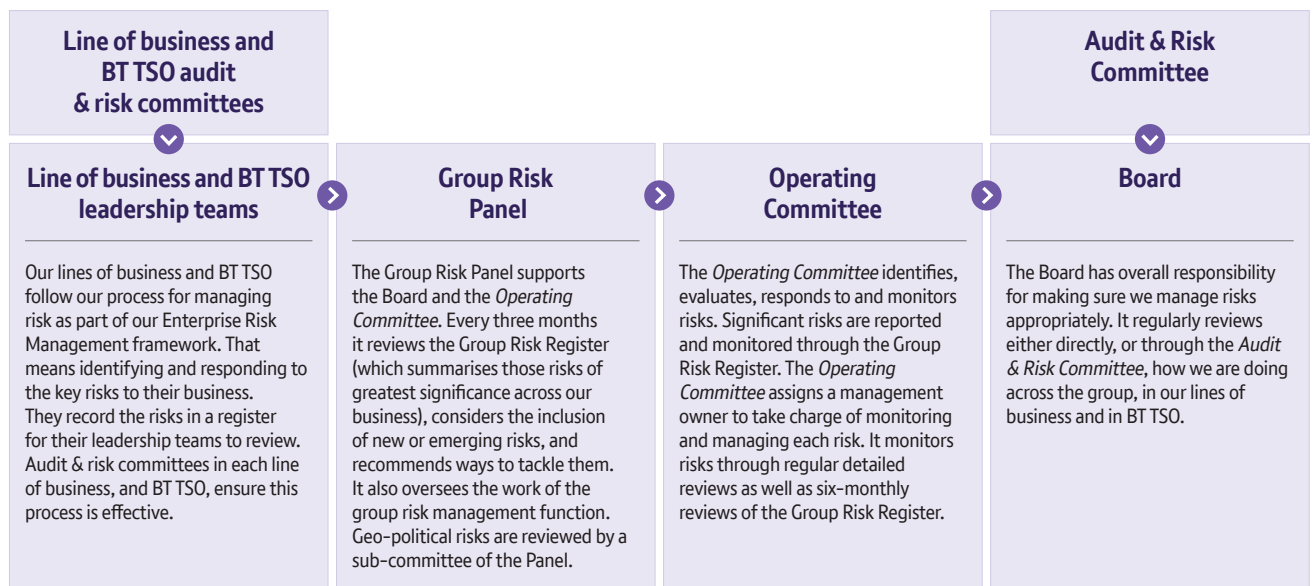 Line of business and
BT TSO audit
& risk committees
Audit & Risk
Committee
Line of business and BT TSO
leadership teams
Our lines of business and BT TSO
follow our process for managing
risk as part of our Enterprise Risk
Management framework. That
means identifying and responding to
the key risks to their business.
They record the risks in a register
for their leadership teams to review.
Audit & risk committees in each line
of business, and BT TSO, ensure this
process is effective.
Group Risk
Panel
The Group Risk Panel supports
the Board and the Operating
Committee. Every three months
it reviews the Group Risk Register
(which summarises those risks of
greatest significance across our
business), considers the inclusion
of new or emerging risks, and
recommends ways to tackle them.
It also oversees the work of the
group risk management function.
Geo-political risks are reviewed by a
sub-committee of the Panel.
Operating
Committee
The Operating Committee identifies,
evaluates, responds to and monitors
risks. Significant risks are reported
and monitored through the Group
Risk Register. The Operating
Committee assigns a management
owner to take charge of monitoring
and managing each risk. It monitors
risks through regular detailed
reviews as well as six-monthly
reviews of the Group Risk Register.
Board
The Board has overall responsibility
for making sure we manage risks
appropriately. It regularly reviews
either directly, or through the Audit
& Risk Committee, how we are doing
across the group, in our lines of
business and in BT TSO.